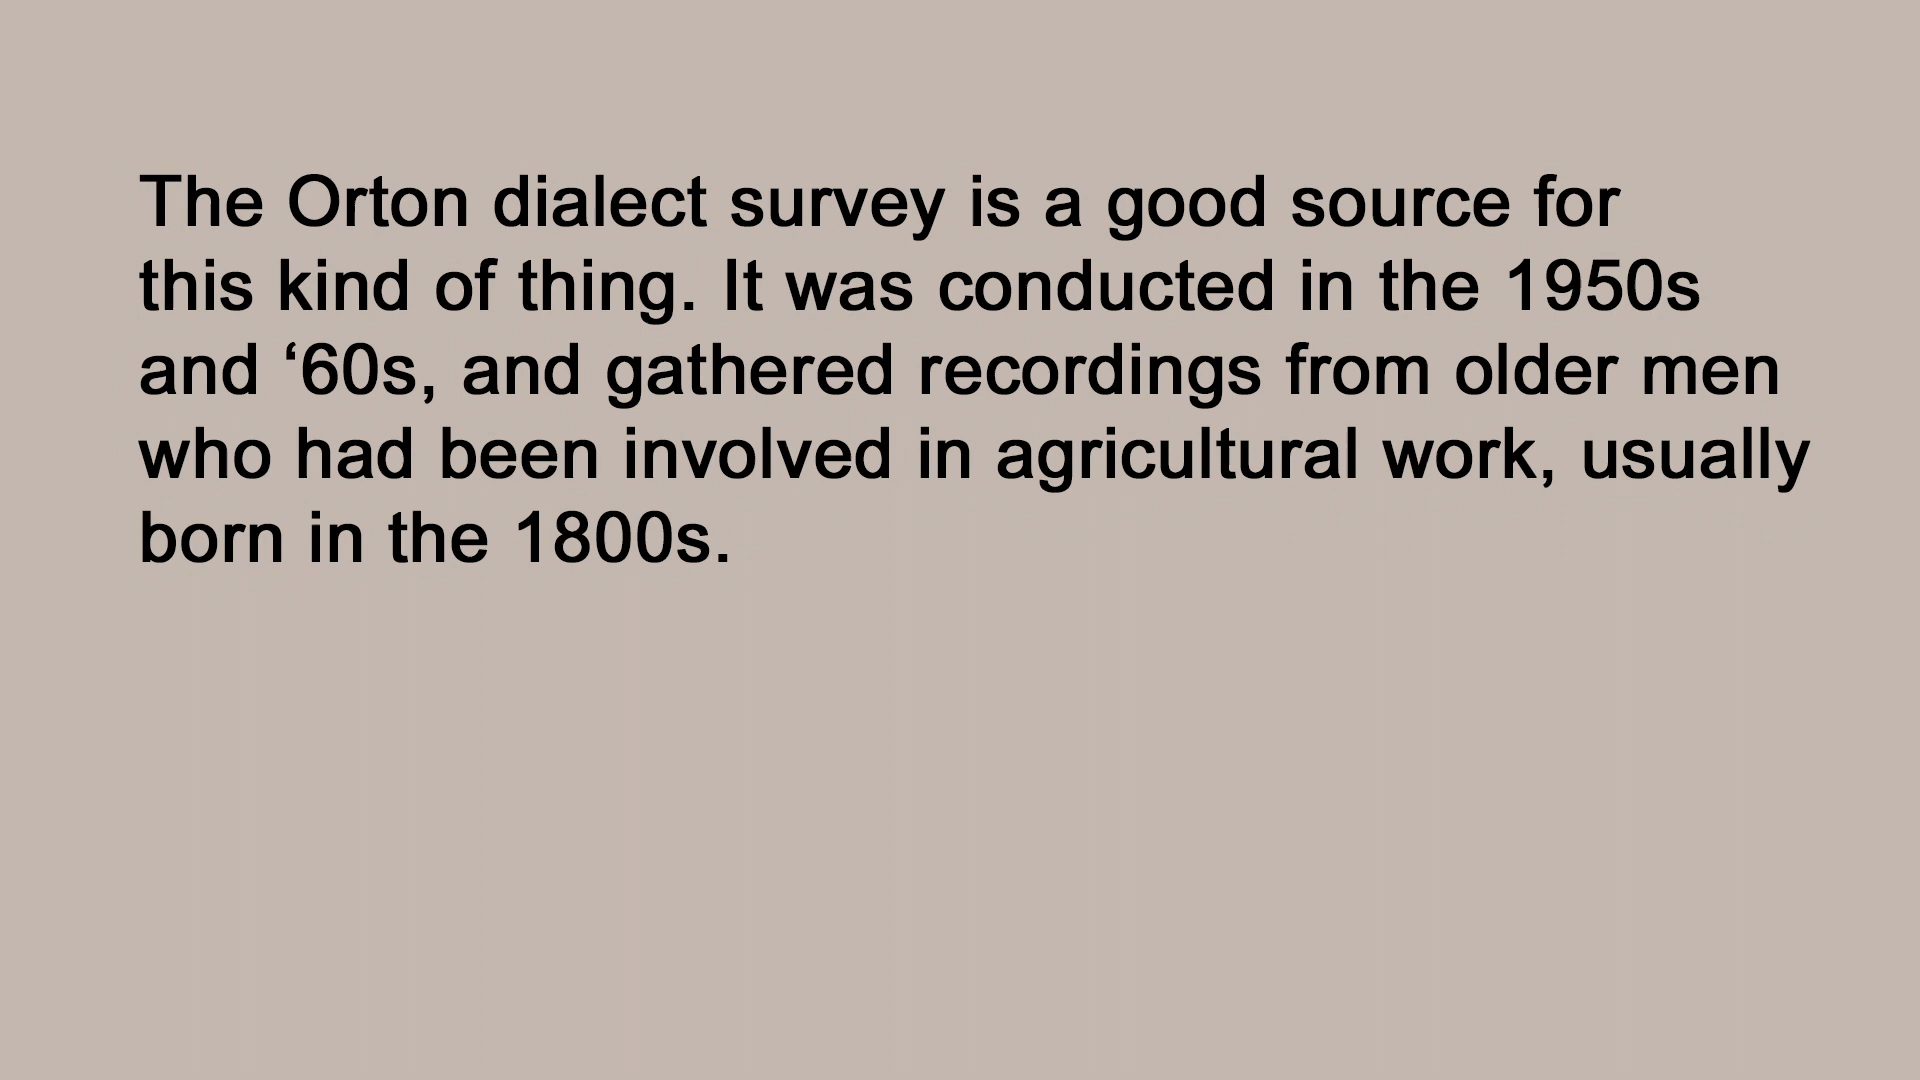 The Orton dialect survey is a good source for
this kind of thing. It was conducted in the 1950s
and ‘60s, and gathered recordings from older men
who had been involved in agricultural work, usually
born in the 1800s.